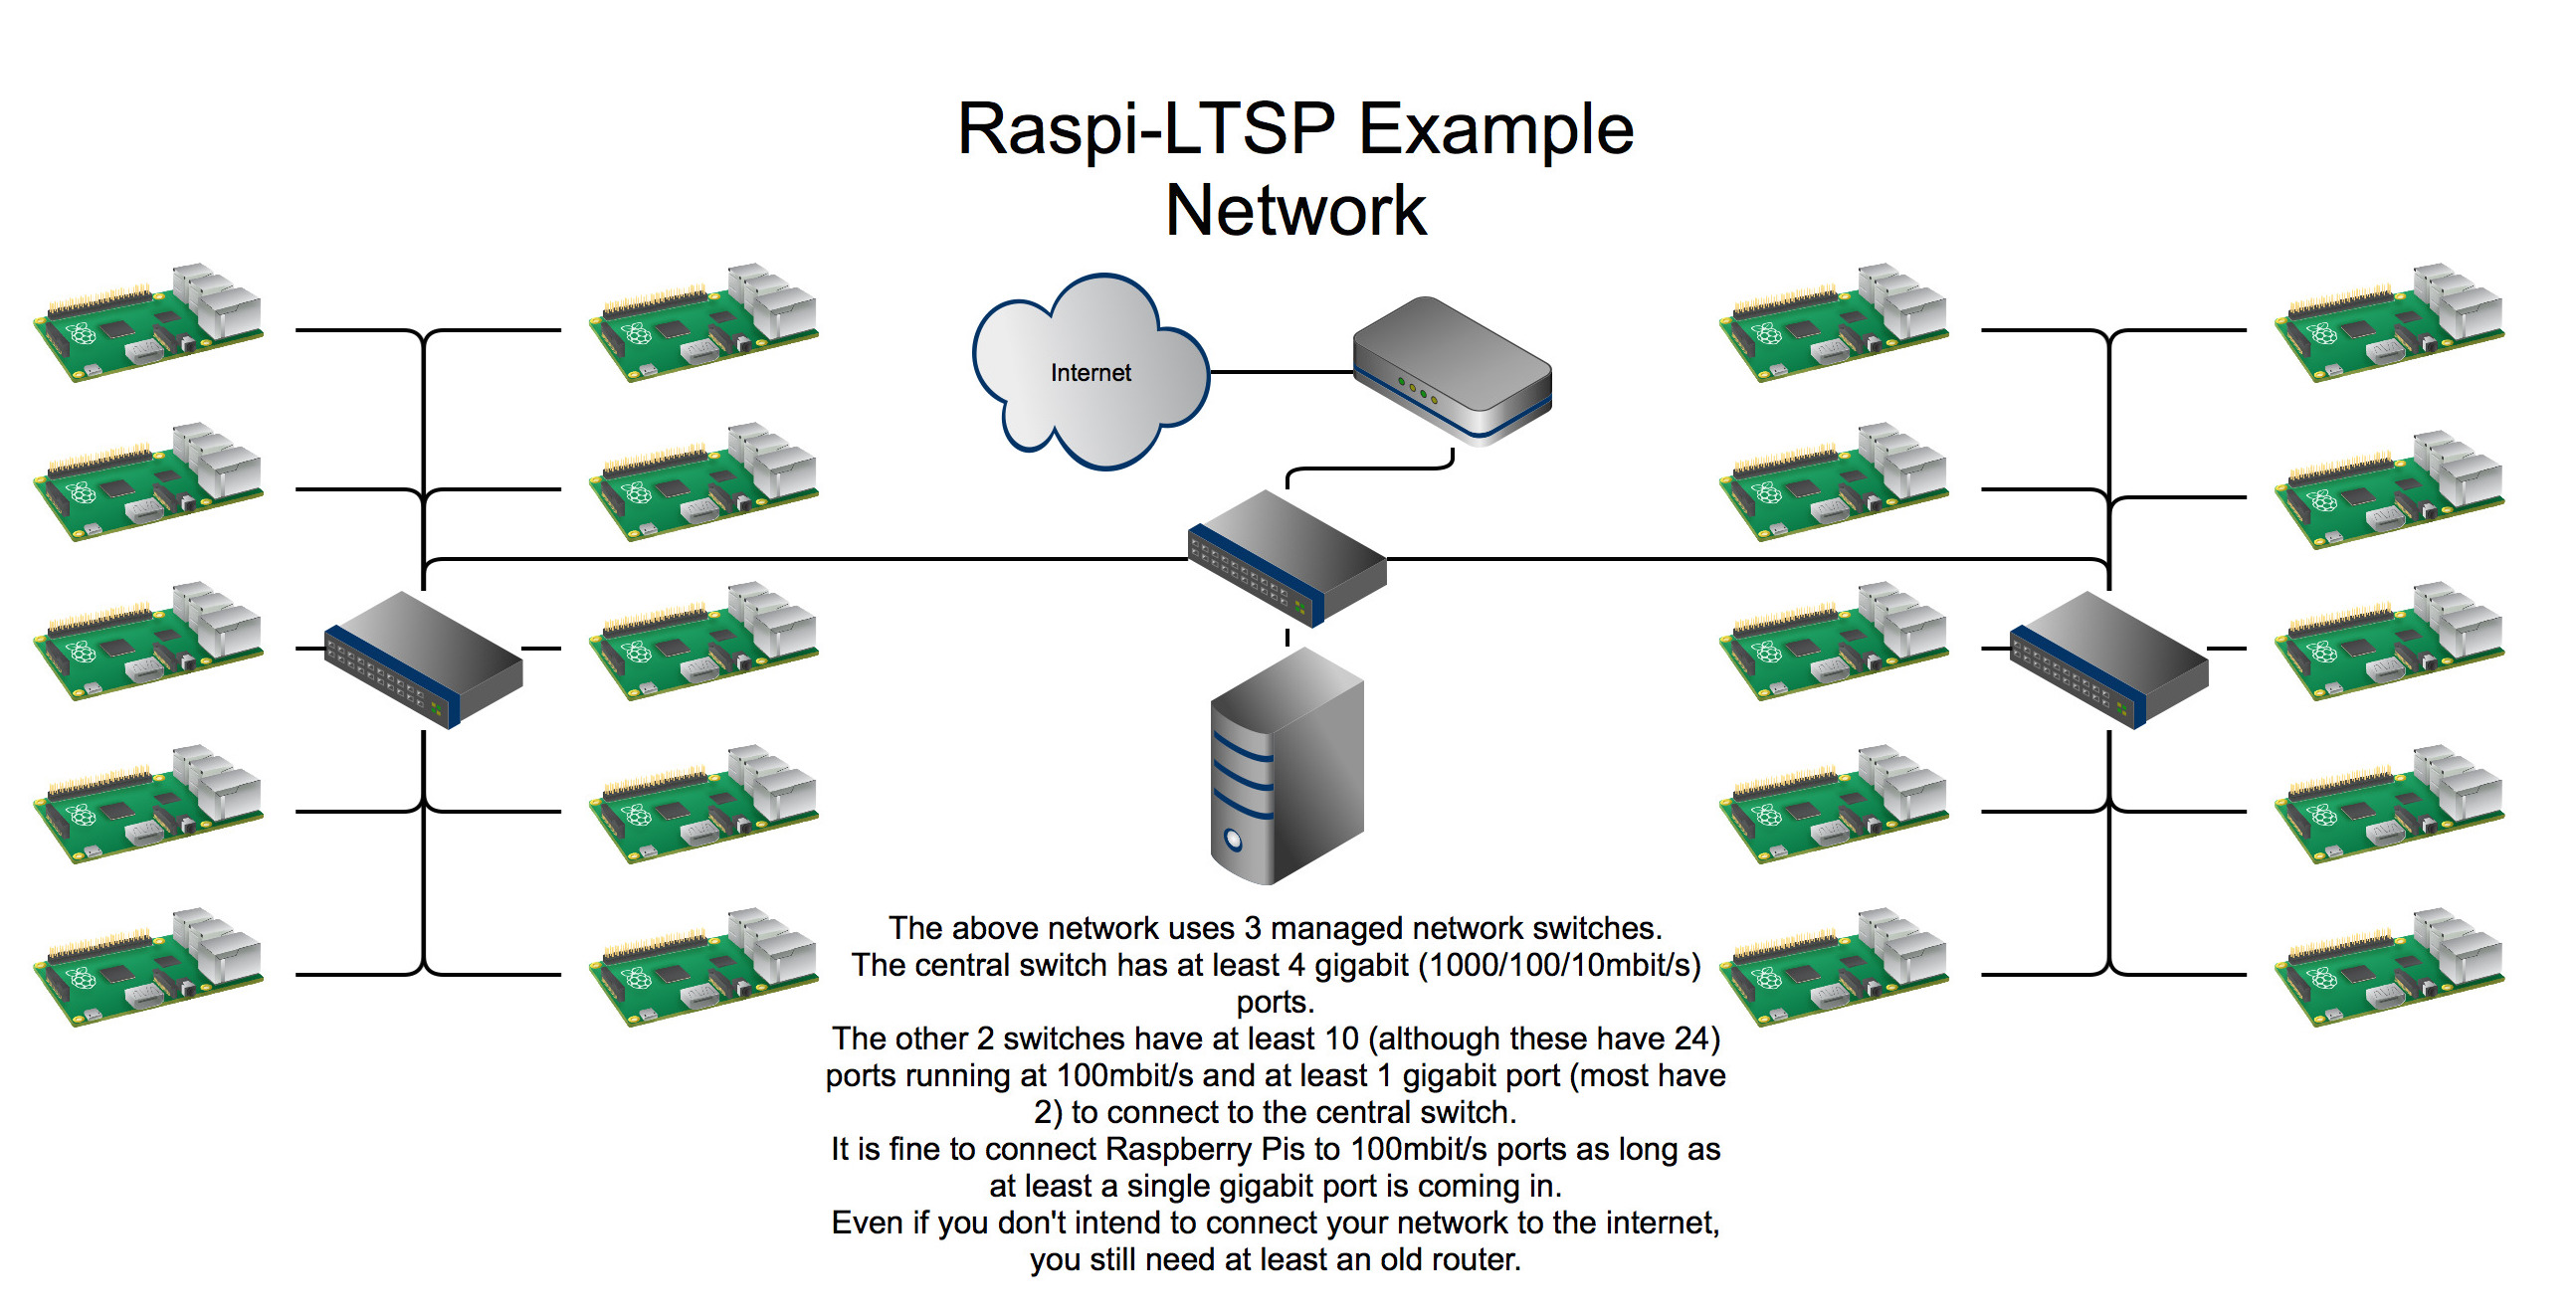 Raspi-LTSP Example
Network
Internet
The above network uses 3 managed network switches.
The central switch has at least 4 gigabit (1000/100/10mbit/s)
ports.
The other 2 switches have at least 10 (although these have 24)
ports running at 100mbit/s and at least 1 gigabit port (most have
2) to connect to the central switch.
It is fine to connect Raspberry Pis to 100mbit/s ports as long as
at least a single gigabit port is coming in.
Even if you don't intend to connect your network to the internet,
you still need at least an old router.